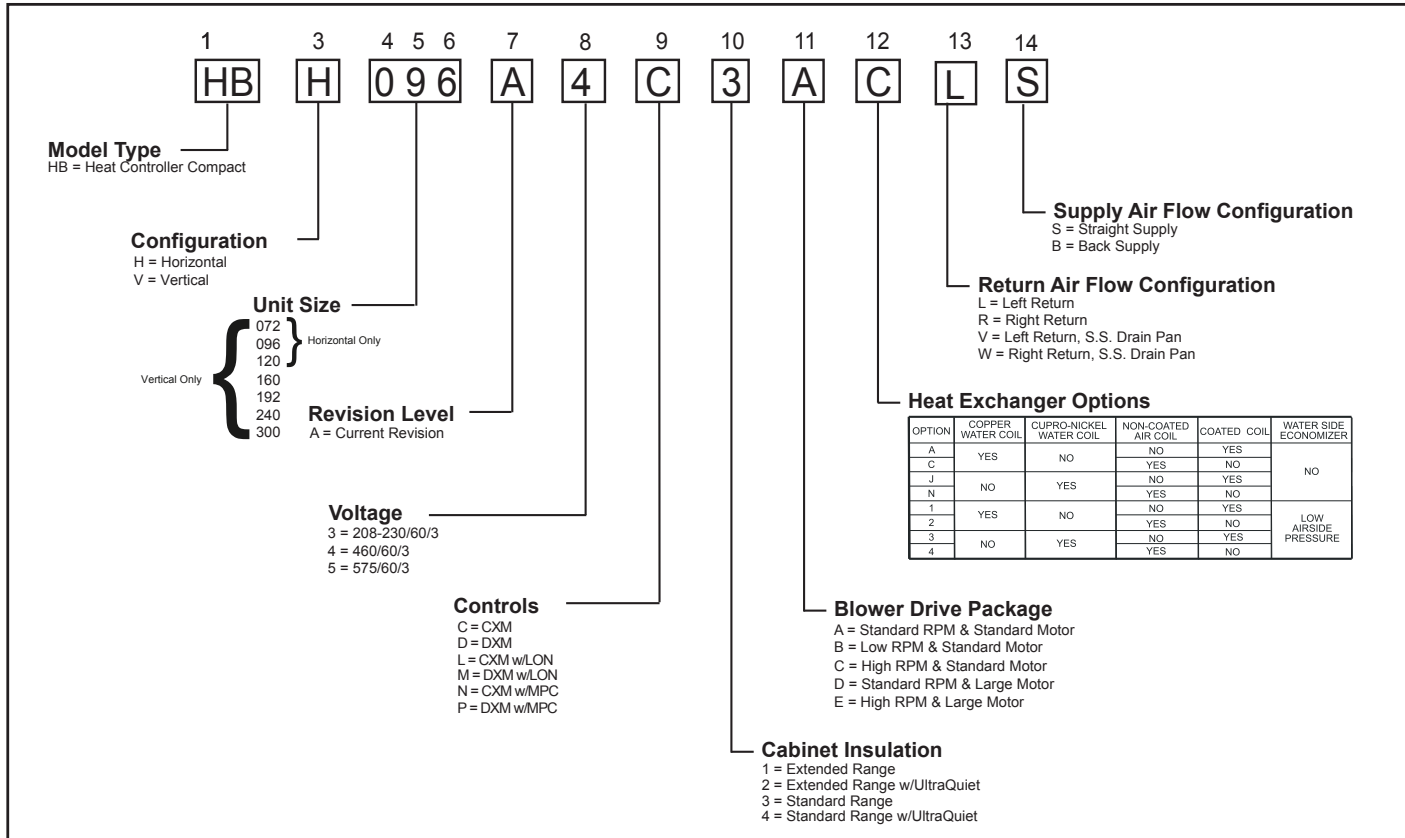 1 3 4 5 6 7 8 9 10 11 12 13 14
HB H 0 9 6 A 4 C 3 A C L S
Model Type
HB = Heat Controller Compact
Configuration
H = Horizontal
V = Vertical
Unit Size
072
096
120
160
192
240
300
Horizontal Only
Vertical Only
Revision Level
A = Current Revision
Voltage
3 = 208-230/60/3
4 = 460/60/3
5 = 575/60/3
Controls
C = CXM
D = DXM
L = CXM w/LON
M = DXM w/LON
N = CXM w/MPC
P = DXM w/MPC
Supply Air Flow Configuration
S = Straight Supply
B = Back Supply
Return Air Flow Configuration
L = Left Return
R = Right Return
V = Left Return, S.S. Drain Pan
W = Right Return, S.S. Drain Pan
Heat Exchanger Options
OPTION COPPER WATER COIL CUPRO-NICKEL WATER COIL NON-COATED AIR COIL COATED COIL WATER SIDE ECONOMIZER
A YES NO NO YES NO
C YES NO
J NO YES NO YES
N YES NO
1 YES NO NO YES LOW AIRSIDE PRESSURE
2 YES NO
3 NO YES NO YES
4 YES NO
Blower Drive Package
A = Standard RPM & Standard Motor
B = Low RPM & Standard Motor
C = High RPM & Standard Motor
D = Standard RPM & Large Motor
E = High RPM & Large Motor
Cabinet Insulation
1 = Extended Range
2 = Extended Range w/UltraQuiet
3 = Standard Range
4 = Standard Range w/UltraQuiet